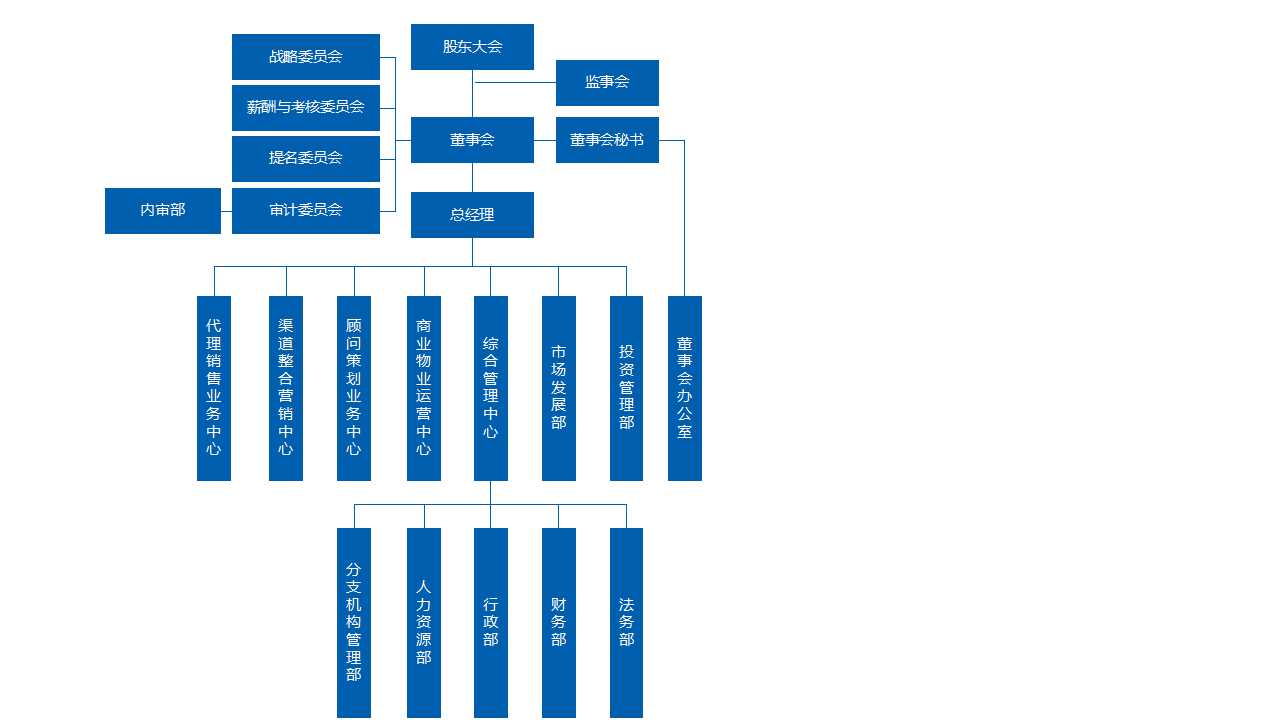 股东大会
战略委员会
监事会
薪酬与考核委员会
董事会
董事会秘书
提名委员会
内审部
审计委员会
总经理
代理销售业务中心
渠道整合营销中心
顾问策划业务中心
商业物业运营中心
综合管理中心
市场发展部
投资管理部
董事会办公室
分支机构管理部
人力资源部
行政部
财务部
法务部